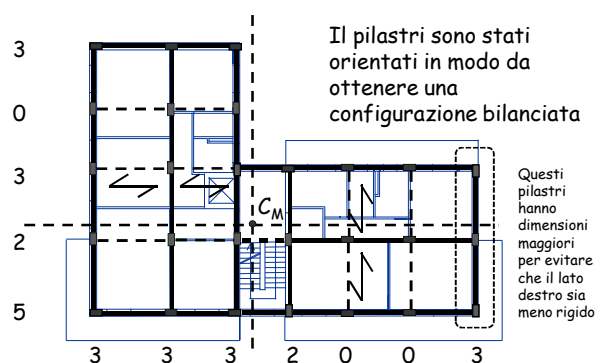 Il pilastri sono stati
orientati in modo da
ottenere una
configurazione bilanciata
3
0
3
2
5
CM
Questi
pilastri
hanno
dimensioni
maggiori
per evitare
che il lato
destro sia
meno rigido
3 3 3 2 0 0 3